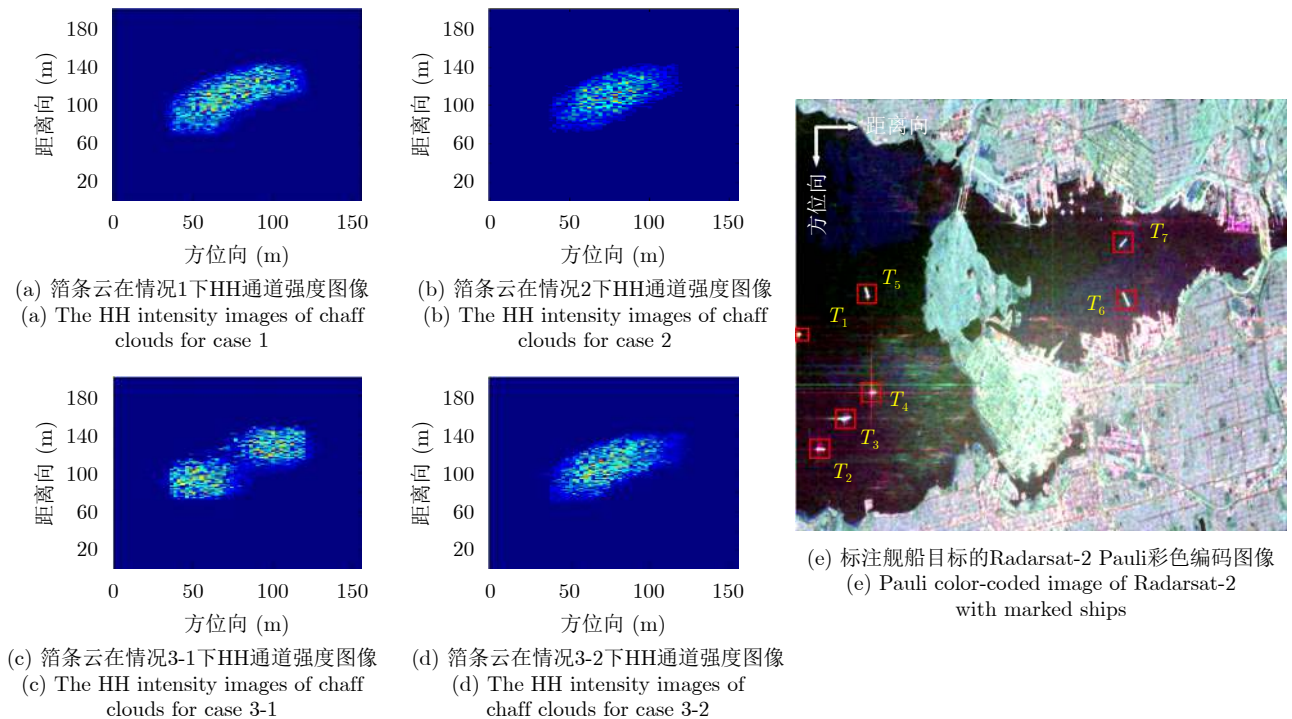 180
140
100
60
20
距离向 (m)
0
50
100
150
方位向 (m)
(a) 箔条云在情况1下HH通道强度图像
(a) The HH intensity images of chaff
clouds for case 1
180
140
100
60
20
距离向 (m)
0
50
100
150
方位向 (m)
(b) 箔条云在情况2下HH通道强度图像
(b) The HH intensity images of chaff
clouds for case 2
180
140
100
60
20
距离向 (m)
0
50
100
150
方位向 (m)
(c) 箔条云在情况3-1下HH通道强度图像
(c) The HH intensity images of chaff
clouds for case 3-1
180
140
100
60
20
距离向 (m)
0
50
100
150
方位向 (m)
(d) 箔条云在情况3-2下HH通道强度图像
(d) The HH intensity images of
chaff clouds for case 3-2
距离向
方位向
T7
T5
T6
T1
T4
T3
T2
(e) 标注舰船目标的Radarsat-2 Pauli彩色编码图像
(e) Pauli color-coded image of Radarsat-2
with marked ships